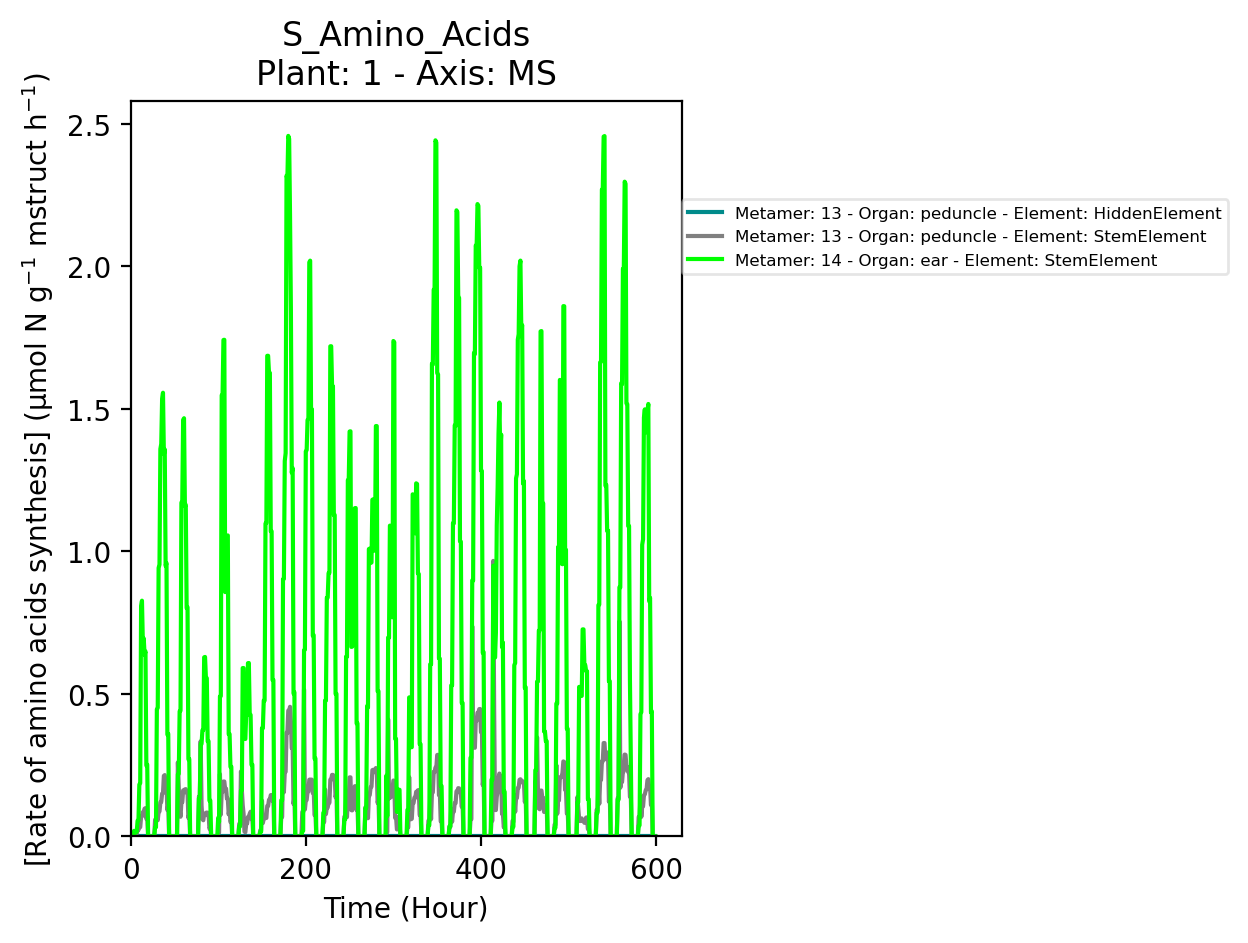 S_Amino_Acids
Plant: 1 - Axis: MS
[Rate of amino acids synthesis] (µmol N g⁻¹ mstruct h⁻¹)
2.5
2.0
1.5
1.0
0.5
0.0
0 200 400 600
Time (Hour)
Metamer: 13 - Organ: peduncle - Element: HiddenElement
Metamer: 13 - Organ: peduncle - Element: StemElement
Metamer: 14 - Organ: ear - Element: StemElement